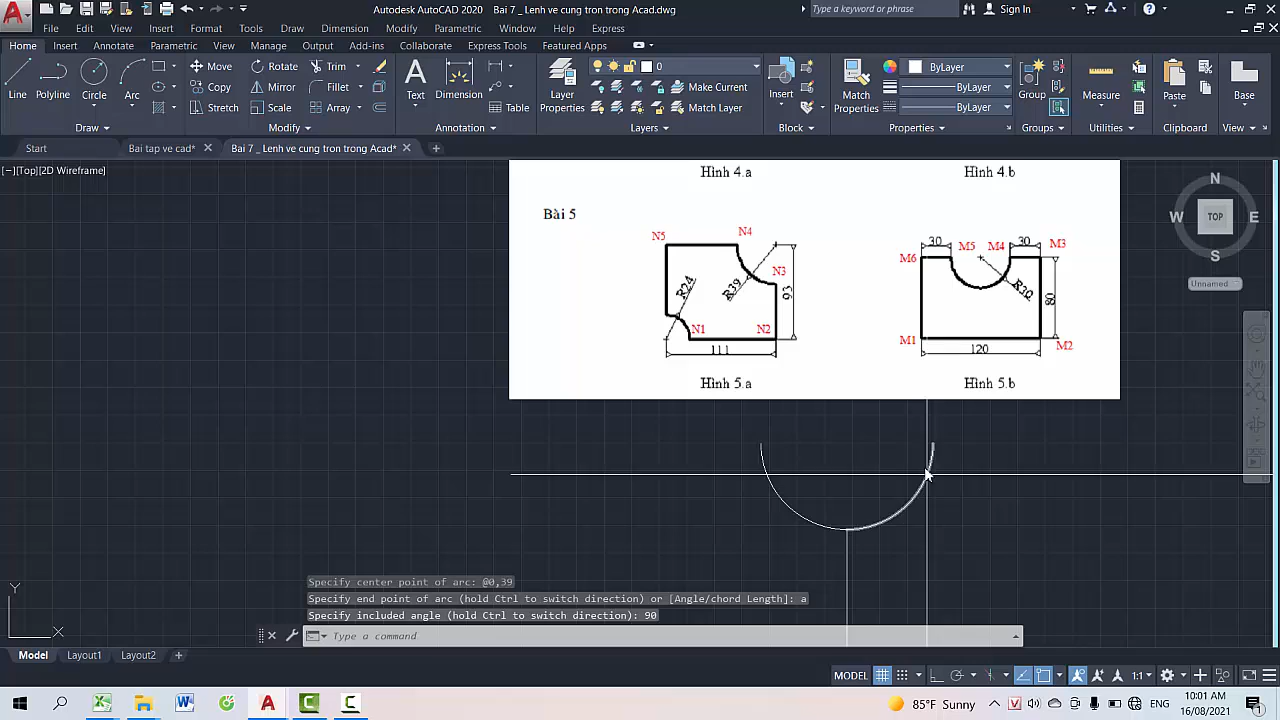 Autodesk AutoCAD 2020 Bai 7 _ Lenh ve cung tron trong Acad.dwg
Type a keyword or phrase
Sign In
File Edit View Insert Format Tools Draw Dimension Modify Parametric Window Help Express
Home Insert Annotate Parametric View Manage Output Add-ins Collaborate Express Tools Featured Apps
Line Polyline Circle Arc
Move Rotate Trim
Copy Mirror Fillet
Stretch Scale Array
Text Dimension Table
Layer Properties
0
Make Current
Match Layer
Insert
Match Properties
ByLayer
ByLayer
ByLayer
Group
Measure
Paste
Base
Draw Modify Annotation Layers Block Properties Groups Utilities Clipboard View
Start Bai tap ve cad* Bai 7 _ Lenh ve cung tron trong Acad*
[−][Top][2D Wireframe]
Hình 4.a Hình 4.b
Bài 5
N5 N4 N3 N1 N2
R24 R39 93 111
30 30 M5 M4 M3 M6
R30 80 M1 M2 120
Hình 5.a Hình 5.b
N
W TOP E
S
Unnamed
Y
X
Specify center point of arc: @0,39
Specify end point of arc (hold Ctrl to switch direction) or [Angle/chord Length]: a
Specify included angle (hold Ctrl to switch direction): 90
Type a command
Model Layout1 Layout2
MODEL 1:1
85°F Sunny ENG 10:01 AM
16/08/2021